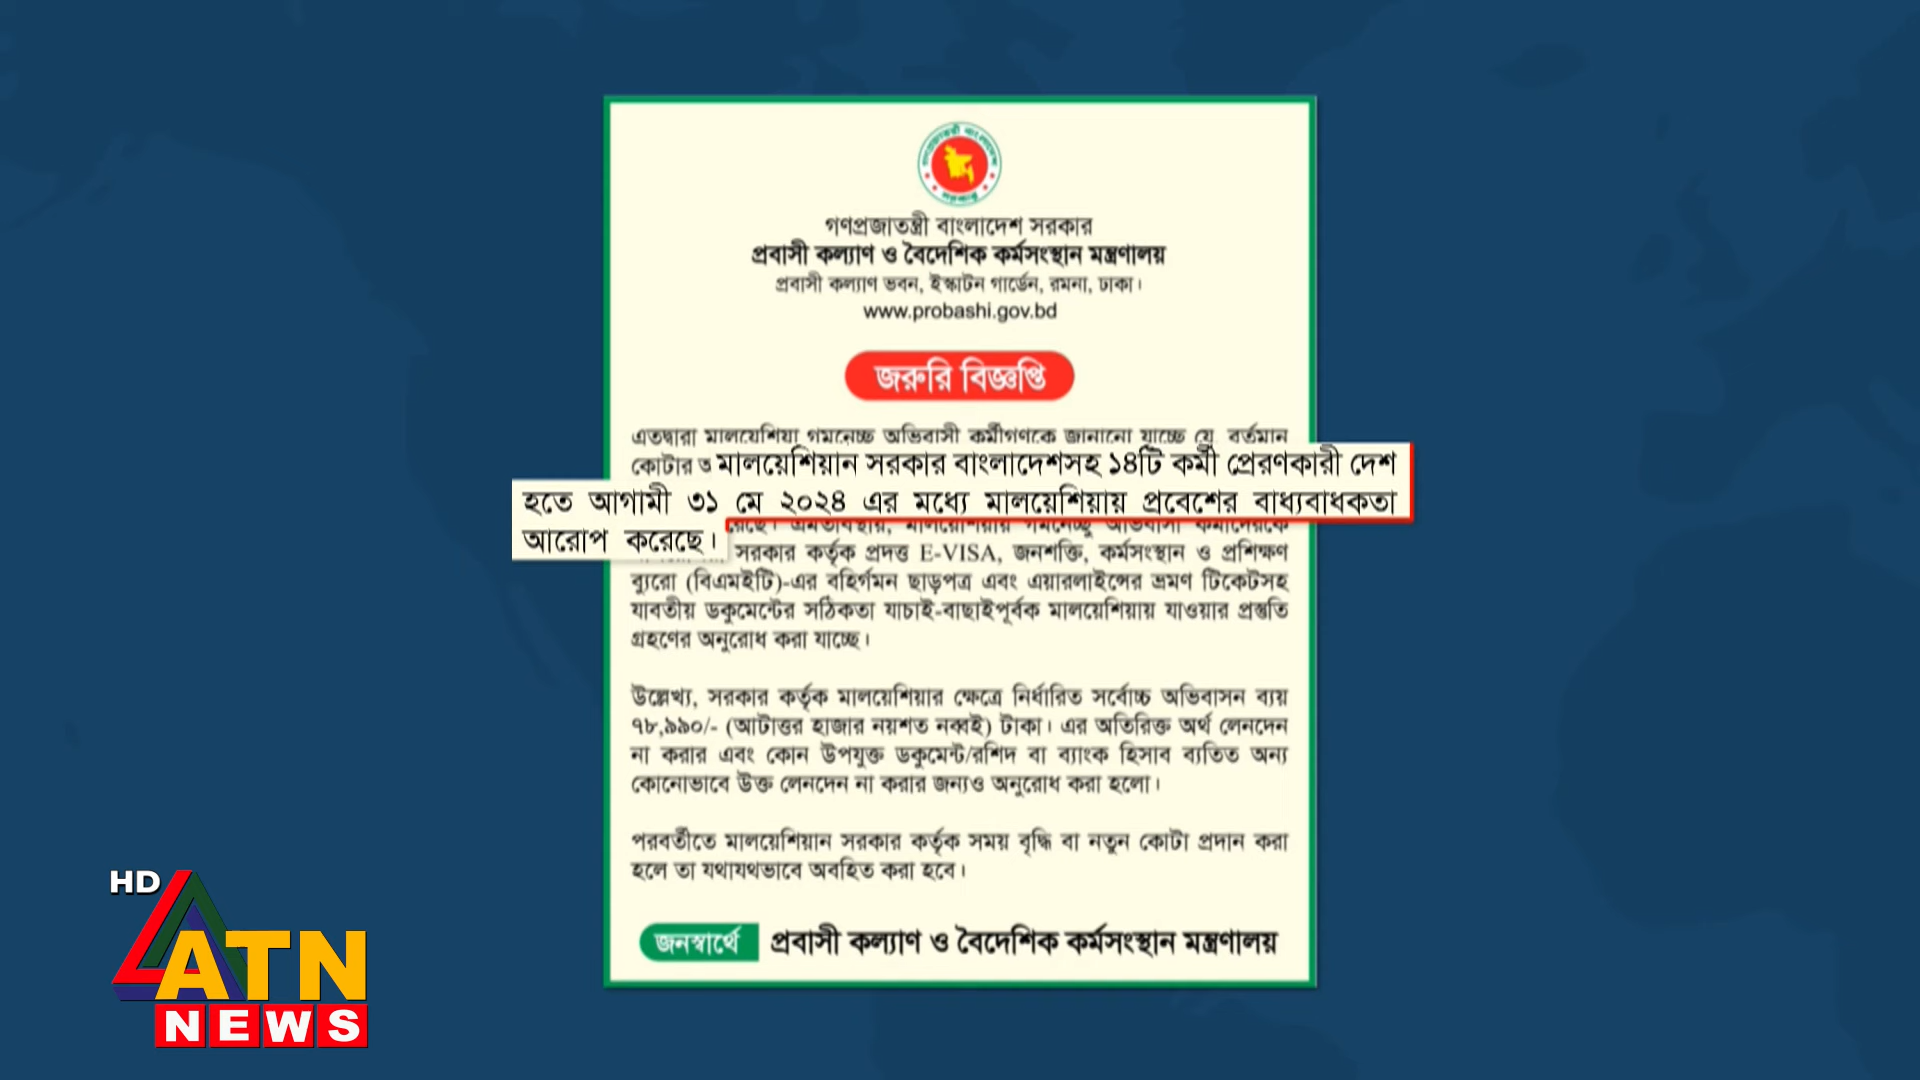 গণপ্রজাতন্ত্রী বাংলাদেশ সরকার
প্রবাসী কল্যাণ ও বৈদেশিক কর্মসংস্থান মন্ত্রণালয়
প্রবাসী কল্যাণ ভবন, ইস্কাটন গার্ডেন, রমনা, ঢাকা।
www.probashi.gov.bd
জরুরি বিজ্ঞপ্তি
এতদ্বারা মালয়েশিয়া গমনেচ্ছু অভিবাসী কর্মীগণকে জানানো যাচ্ছে যে, বর্তমান
কোটার
মালয়েশিয়ান সরকার বাংলাদেশসহ ১৪টি কর্মী প্রেরণকারী দেশ
হতে আগামী ৩১ মে ২০২৪ এর মধ্যে মালয়েশিয়ায় প্রবেশের বাধ্যবাধকতা
আরোপ করেছে।
এমতাবস্থায়, মালয়েশিয়ায় গমনেচ্ছু অভিবাসী কর্মীদেরকে
সরকার কর্তৃক প্রদত্ত E-VISA, জনশক্তি, কর্মসংস্থান ও প্রশিক্ষণ
ব্যুরো (বিএমইটি)-এর বহির্গমন ছাড়পত্র এবং এয়ারলাইন্সের ভ্রমণ টিকেটসহ
যাবতীয় ডকুমেন্টের সঠিকতা যাচাই-বাছাইপূর্বক মালয়েশিয়ায় যাওয়ার প্রস্তুতি
গ্রহণের অনুরোধ করা যাচ্ছে।
উল্লেখ্য, সরকার কর্তৃক মালয়েশিয়ার ক্ষেত্রে নির্ধারিত সর্বোচ্চ অভিবাসন ব্যয়
৭৮,৯৯০/- (আটাত্তর হাজার নয়শত নব্বই) টাকা। এর অতিরিক্ত অর্থ লেনদেন
না করার এবং কোন উপযুক্ত ডকুমেন্ট/রশিদ বা ব্যাংক হিসাব ব্যতিত অন্য
কোনোভাবে উক্ত লেনদেন না করার জন্যও অনুরোধ করা হলো।
পরবর্তীতে মালয়েশিয়ান সরকার কর্তৃক সময় বৃদ্ধি বা নতুন কোটা প্রদান করা
হলে তা যথাযথভাবে অবহিত করা হবে।
জনস্বার্থে প্রবাসী কল্যাণ ও বৈদেশিক কর্মসংস্থান মন্ত্রণালয়
HD
ATN
NEWS